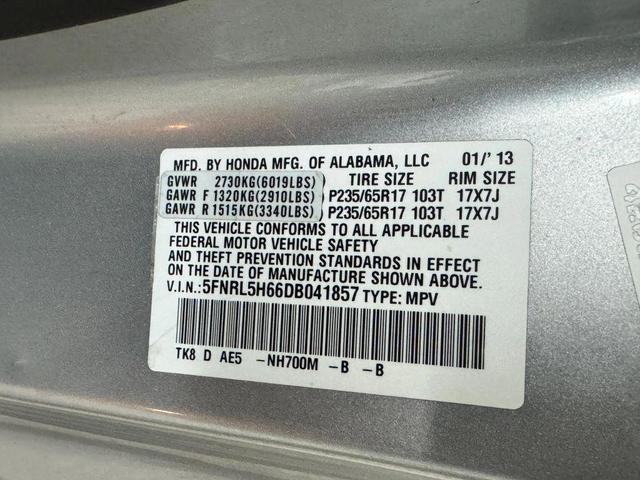 MFD. BY HONDA MFG. OF ALABAMA, LLC 01/'13
GVWR 2730KG(6019LBS) TIRE SIZE RIM SIZE
GAWR F 1320KG(2910LBS) P235/65R17 103T 17X7J
GAWR R 1515KG(3340LBS) P235/65R17 103T 17X7J
THIS VEHICLE CONFORMS TO ALL APPLICABLE
FEDERAL MOTOR VEHICLE SAFETY
AND THEFT PREVENTION STANDARDS IN EFFECT
ON THE DATE OF MANUFACTURE SHOWN ABOVE.
V.I.N.:5FNRL5H66DB041857 TYPE: MPV
TK8 D AE5 -NH700M -B -B